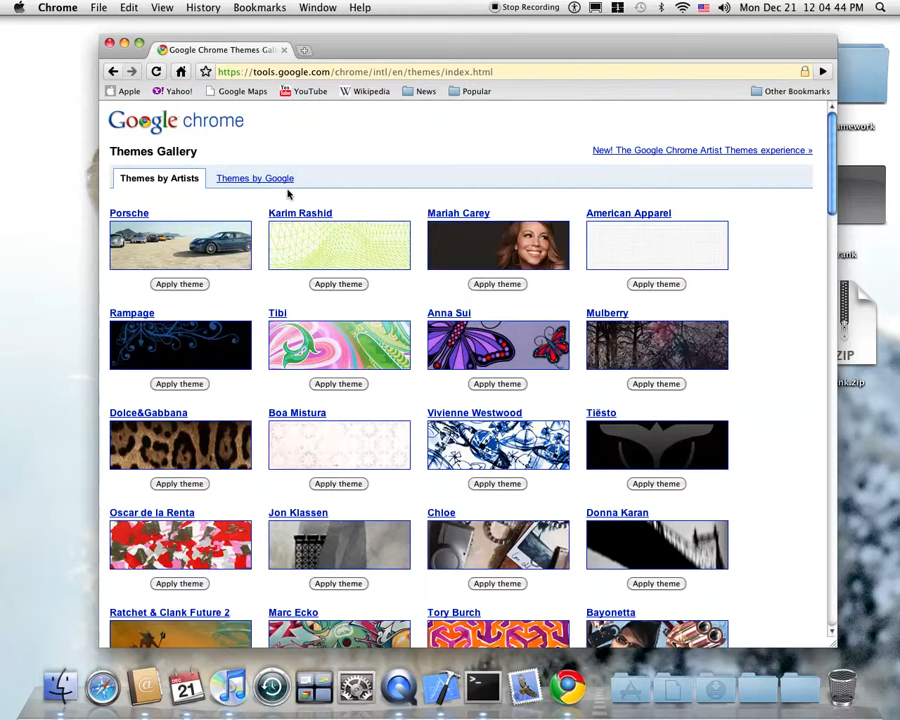 Chrome File Edit View History Bookmarks Window Help Stop Recording Mon Dec 21 12:04:44 PM
Google Chrome Themes Gall
https://tools.google.com/chrome/intl/en/themes/index.html
Apple Yahoo! Google Maps YouTube Wikipedia News Popular Other Bookmarks
Google chrome
Themes Gallery
New! The Google Chrome Artist Themes experience »
Themes by Artists Themes by Google
Porsche Karim Rashid Mariah Carey American Apparel
Apply theme Apply theme Apply theme Apply theme
Rampage Tibi Anna Sui Mulberry
Apply theme Apply theme Apply theme Apply theme
Dolce&Gabbana Boa Mistura Vivienne Westwood Tiësto
Apply theme Apply theme Apply theme Apply theme
Oscar de la Renta Jon Klassen Chloe Donna Karan
Apply theme Apply theme Apply theme Apply theme
Ratchet & Clank Future 2 Marc Ecko Tory Burch Bayonetta
ZIP
DEC
21